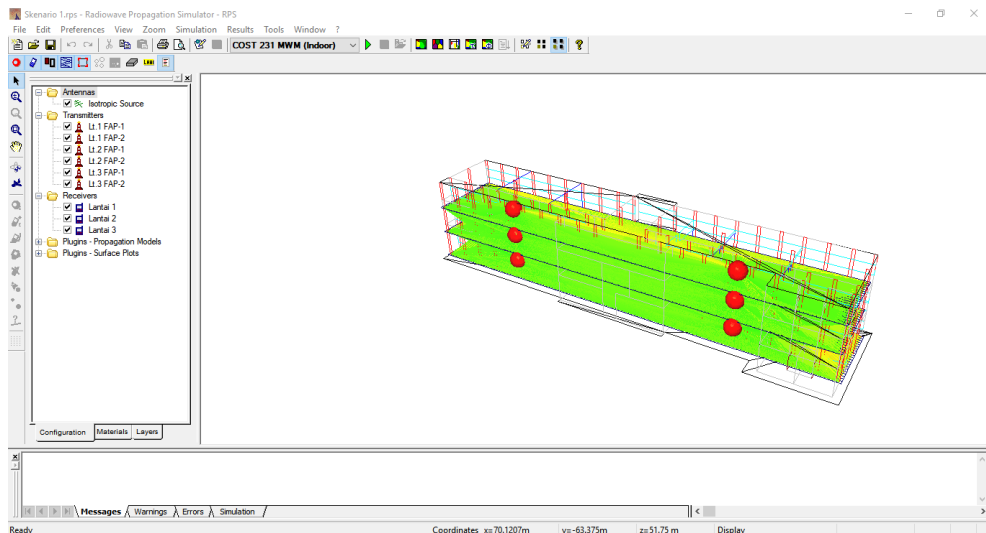 Skenario 1.rps - Radiowave Propagation Simulator - RPS
File Edit Preferences View Zoom Simulation Results Tools Window ?
COST 231 MWM (Indoor)
Antennas
Isotropic Source
Transmitters
Lt.1 FAP-1
Lt.1 FAP-2
Lt.2 FAP-1
Lt.2 FAP-2
Lt.3 FAP-1
Lt.3 FAP-2
Receivers
Lantai 1
Lantai 2
Lantai 3
Plugins - Propagation Models
Plugins - Surface Plots
Configuration Materials Layers
Messages Warnings Errors Simulation
Ready Coordinates x=70.1207m y=-63.375m z=51.75 m Display